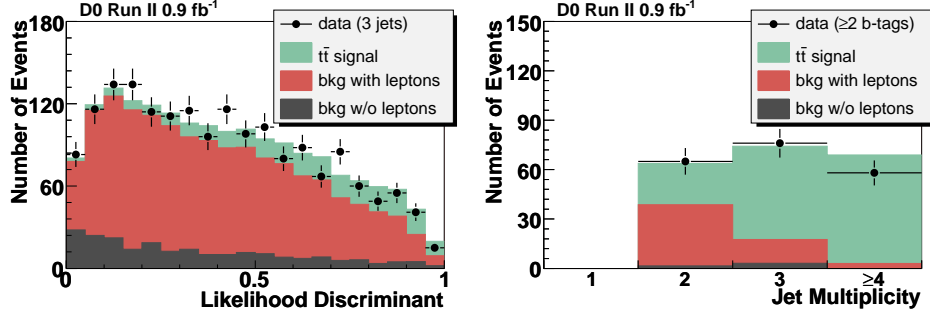 D0 Run II 0.9 fb⁻¹
Number of Events
180
120
60
0
data (3 jets)
tt̄ signal
bkg with leptons
bkg w/o leptons
0 0.5 1
Likelihood Discriminant
D0 Run II 0.9 fb⁻¹
Number of Events
150
120
90
60
30
0
data (≥2 b-tags)
tt̄ signal
bkg with leptons
bkg w/o leptons
1 2 3 ≥4
Jet Multiplicity